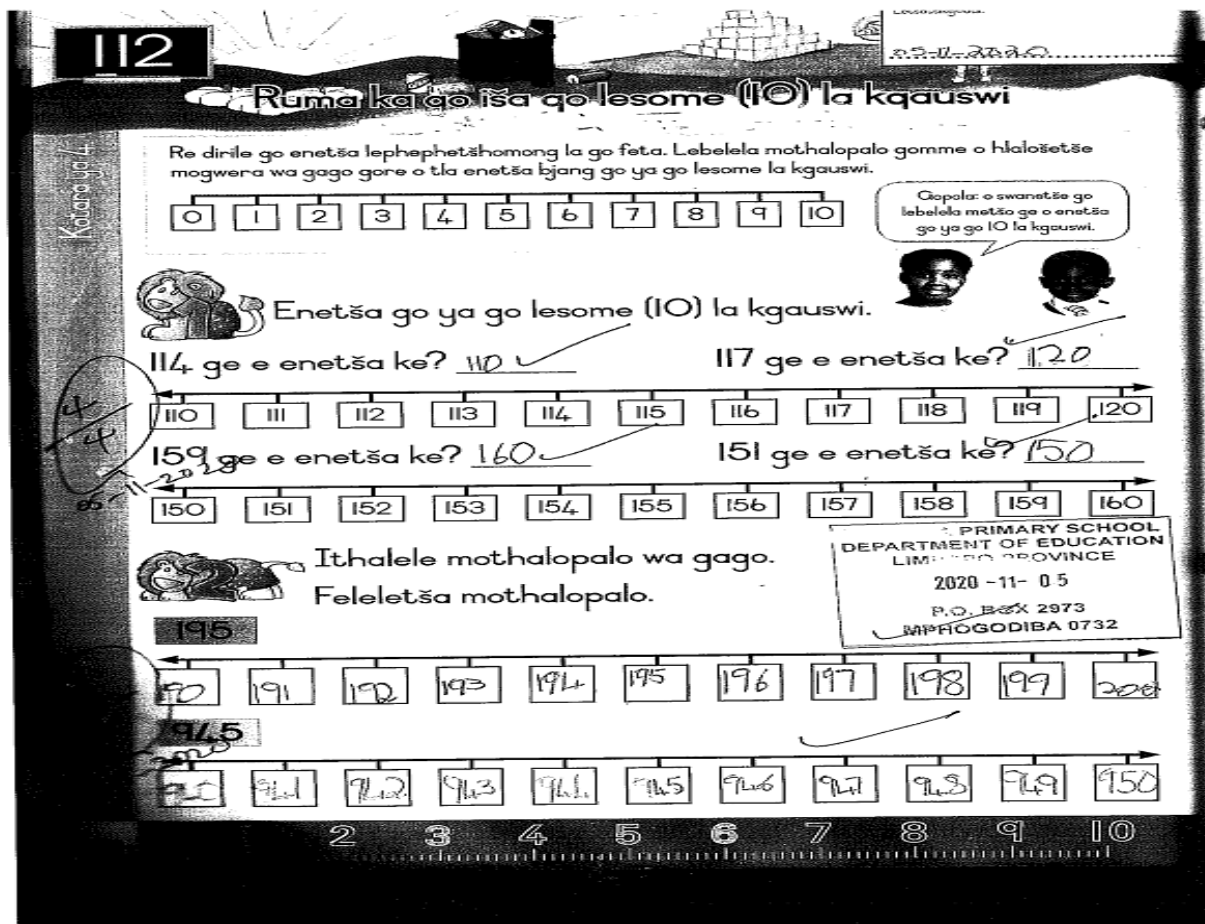 112
05-11-2020
Ruma ka go iša go lesome (10) la kgauswi
Kotara ya 4
Re dirile go enetša lephephetšhomong la go feta. Lebelela mothalopalo gomme o hlalošetše
mogwera wa gago gore o tla enetša bjang go ya go lesome la kgauswi.
0 1 2 3 4 5 6 7 8 9 10
Gopola: o swanetše go
lebelela metšo ge o enetša
go ya go 10 la kgauswi.
Enetša go ya go lesome (10) la kgauswi.
114 ge e enetša ke? 110
117 ge e enetša ke? 120
110 111 112 113 114 115 116 117 118 119 120
4/4
159 ge e enetša ke? 160
151 ge e enetša ke? 150
05-11-2020
150 151 152 153 154 155 156 157 158 159 160
Ithalele mothalopalo wa gago.
Feleletša mothalopalo.
PRIMARY SCHOOL
DEPARTMENT OF EDUCATION
PROVINCE
2020 -11- 05
P.O. BOX 2973
MPHOGODIBA 0732
195
190 191 192 193 194 195 196 197 198 199 200
945
940 941 942 943 944 945 946 947 948 949 950
2 3 4 5 6 7 8 9 10